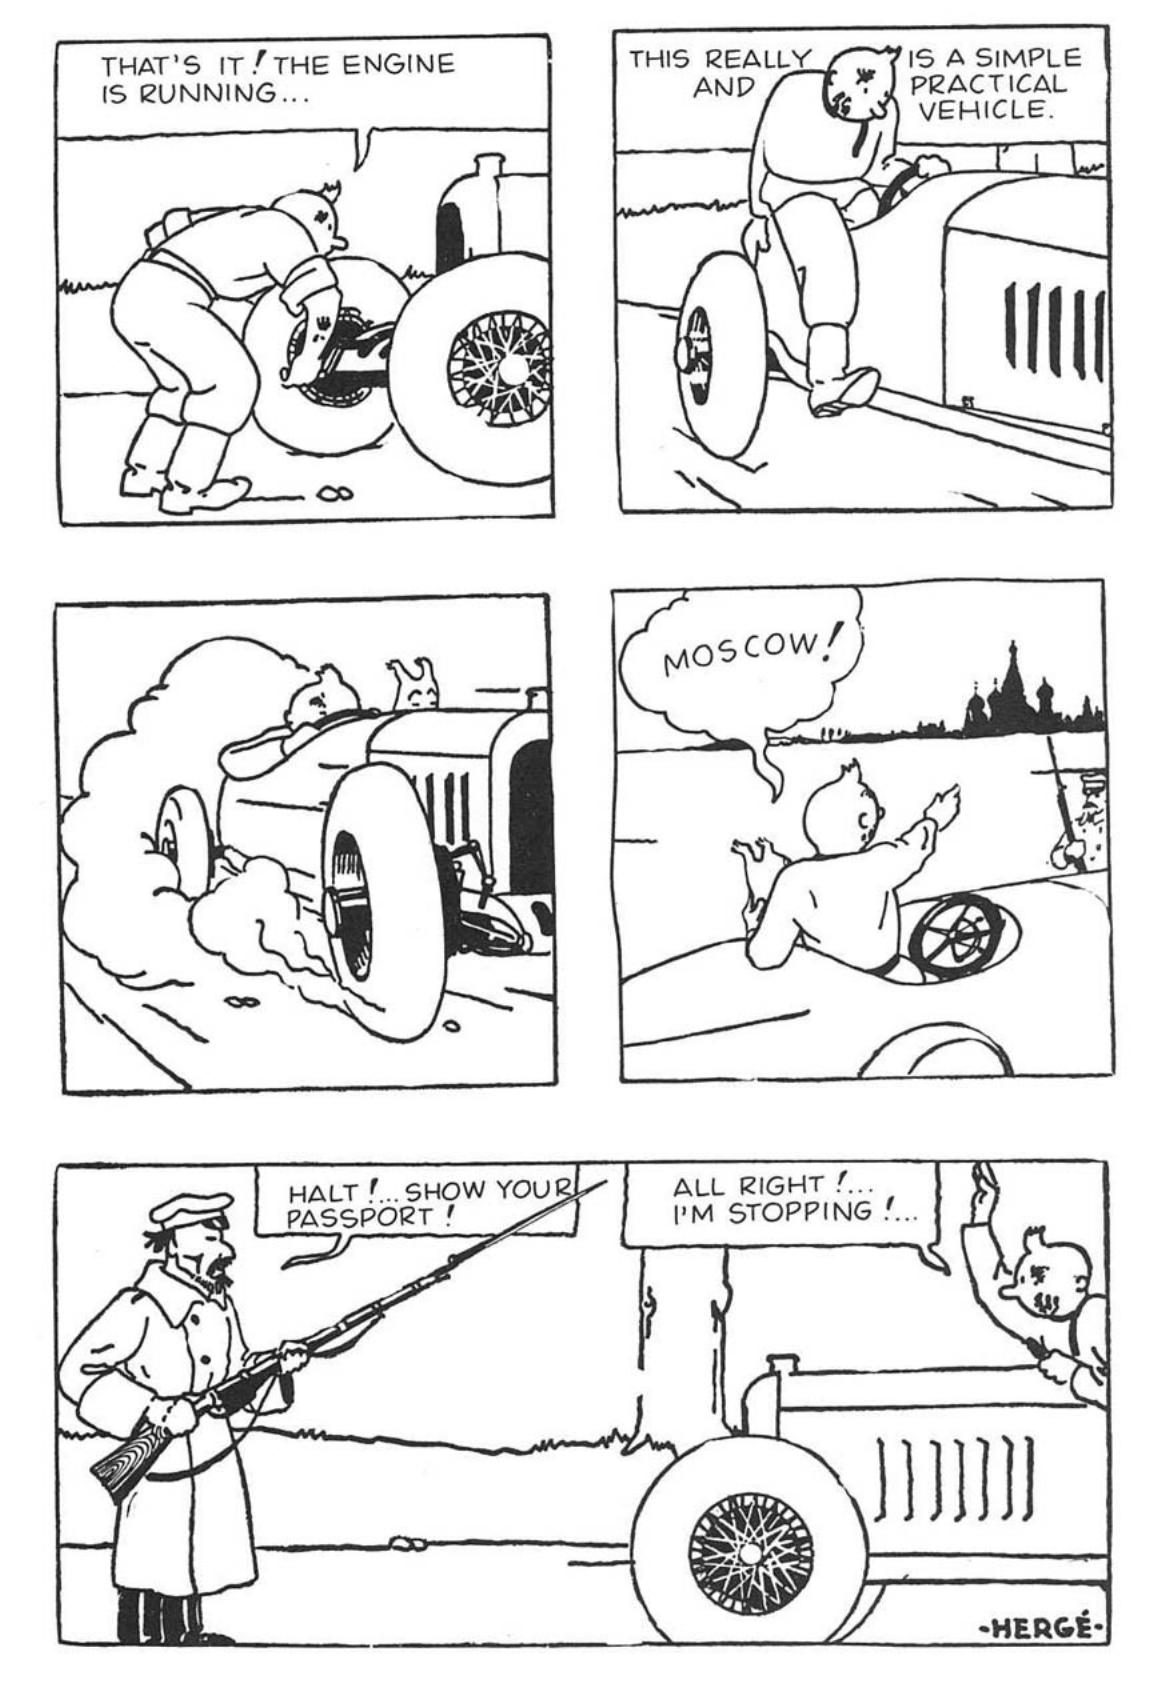 THAT'S IT! THE ENGINE
IS RUNNING...
THIS REALLY IS A SIMPLE
AND PRACTICAL
VEHICLE.
MOSCOW!
HALT!... SHOW YOUR
PASSPORT!
ALL RIGHT!...
I'M STOPPING!...
-HERGÉ-